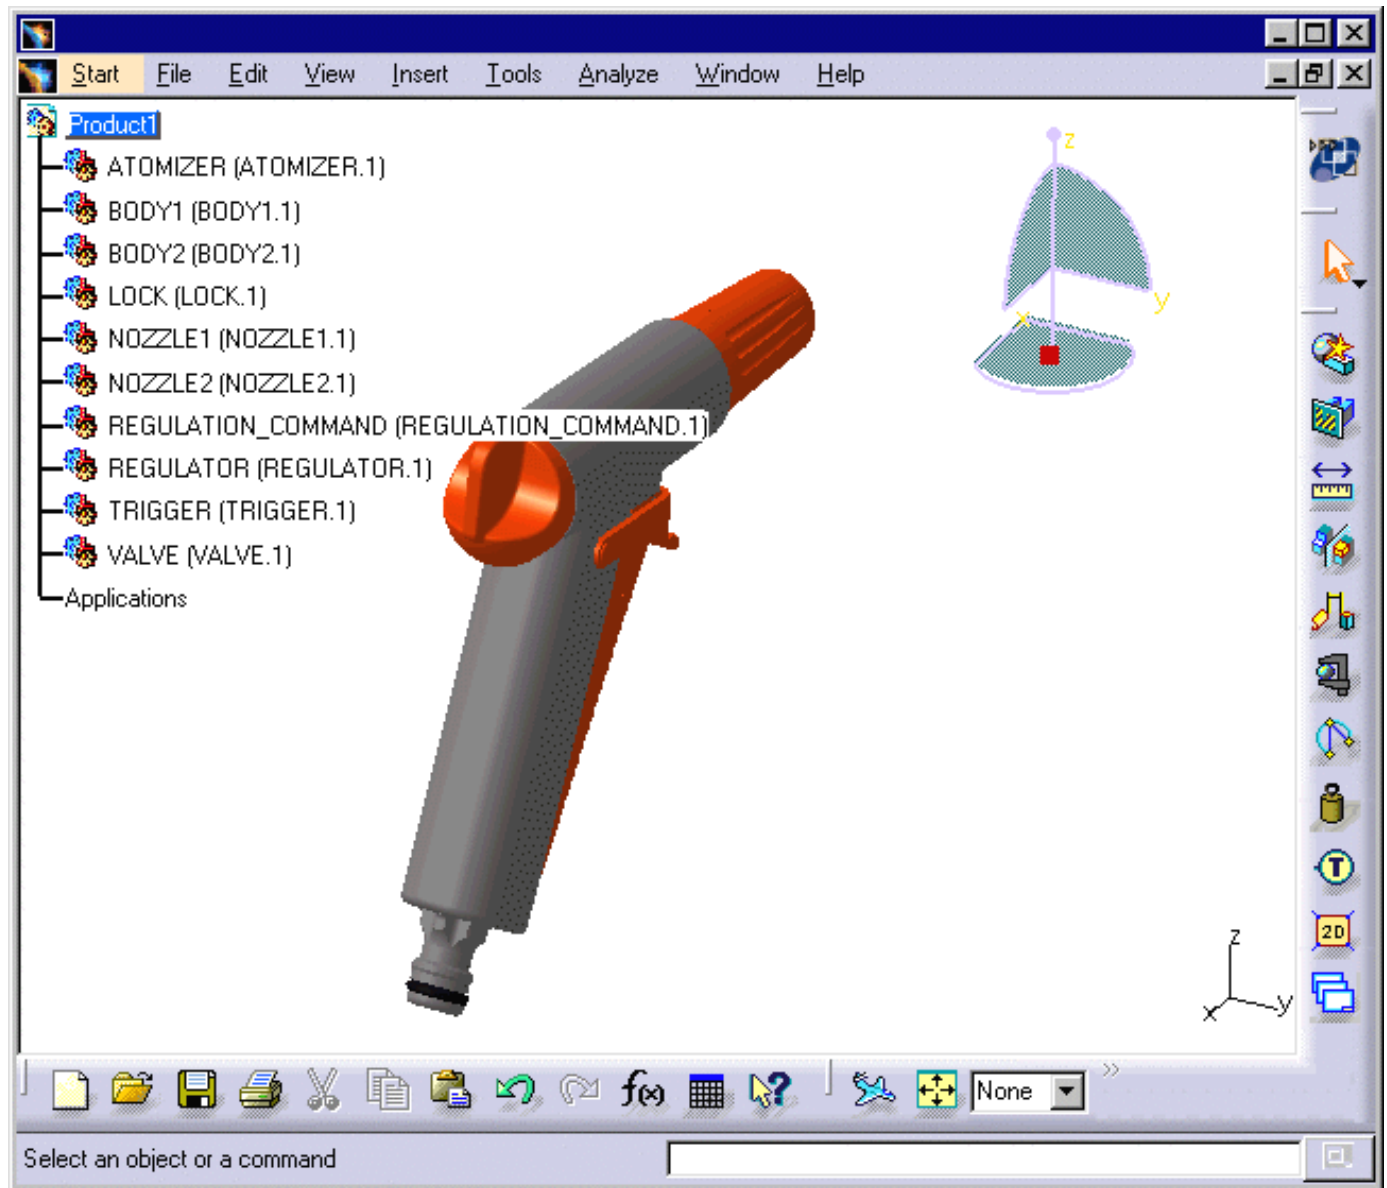 Start File Edit View Insert Tools Analyze Window Help
Product1
z
ATOMIZER (ATOMIZER.1)
BODY1 (BODY1.1)
BODY2 (BODY2.1)
LOCK (LOCK.1)
y
x
NOZZLE1 (NOZZLE1.1)
NOZZLE2 (NOZZLE2.1)
REGULATION_COMMAND (REGULATION_COMMAND.1)
REGULATOR (REGULATOR.1)
TRIGGER (TRIGGER.1)
VALVE (VALVE.1)
Applications
T
2D
z
y
x
f(x)
?
None
Select an object or a command